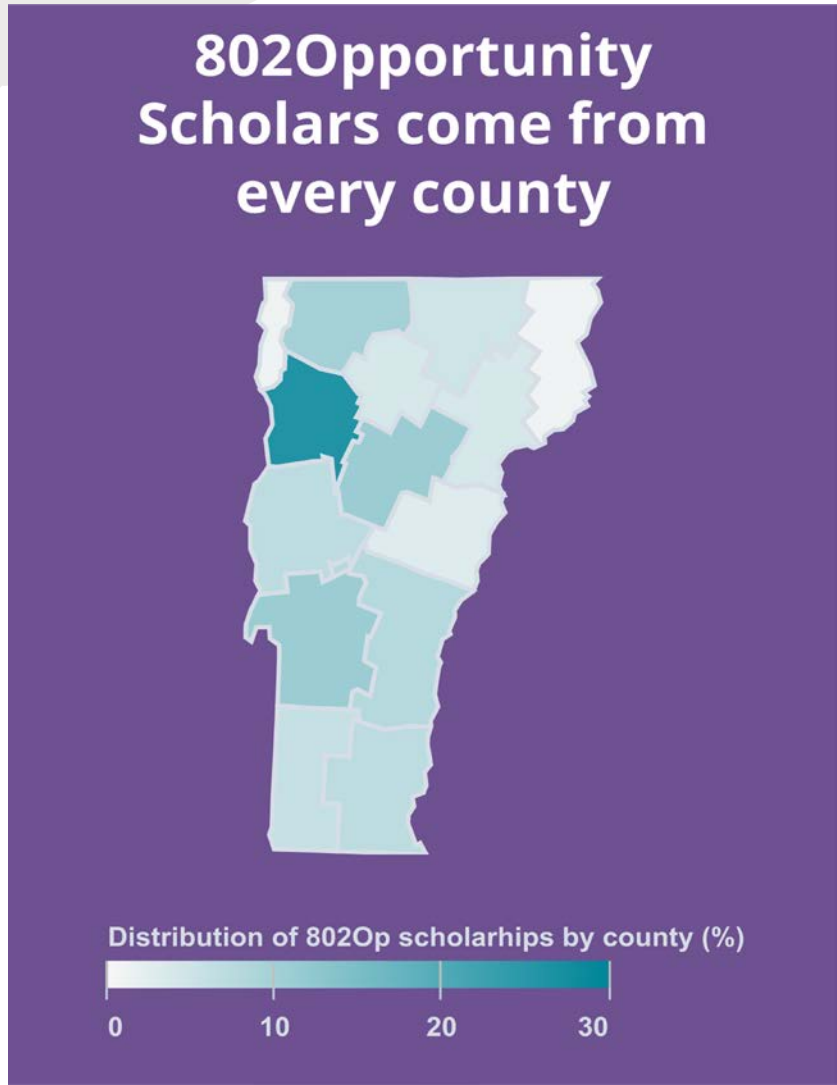 802Opportunity
Scholars come from
every county
Distribution of 802Op scholarhips by county (%)
0 10 20 30